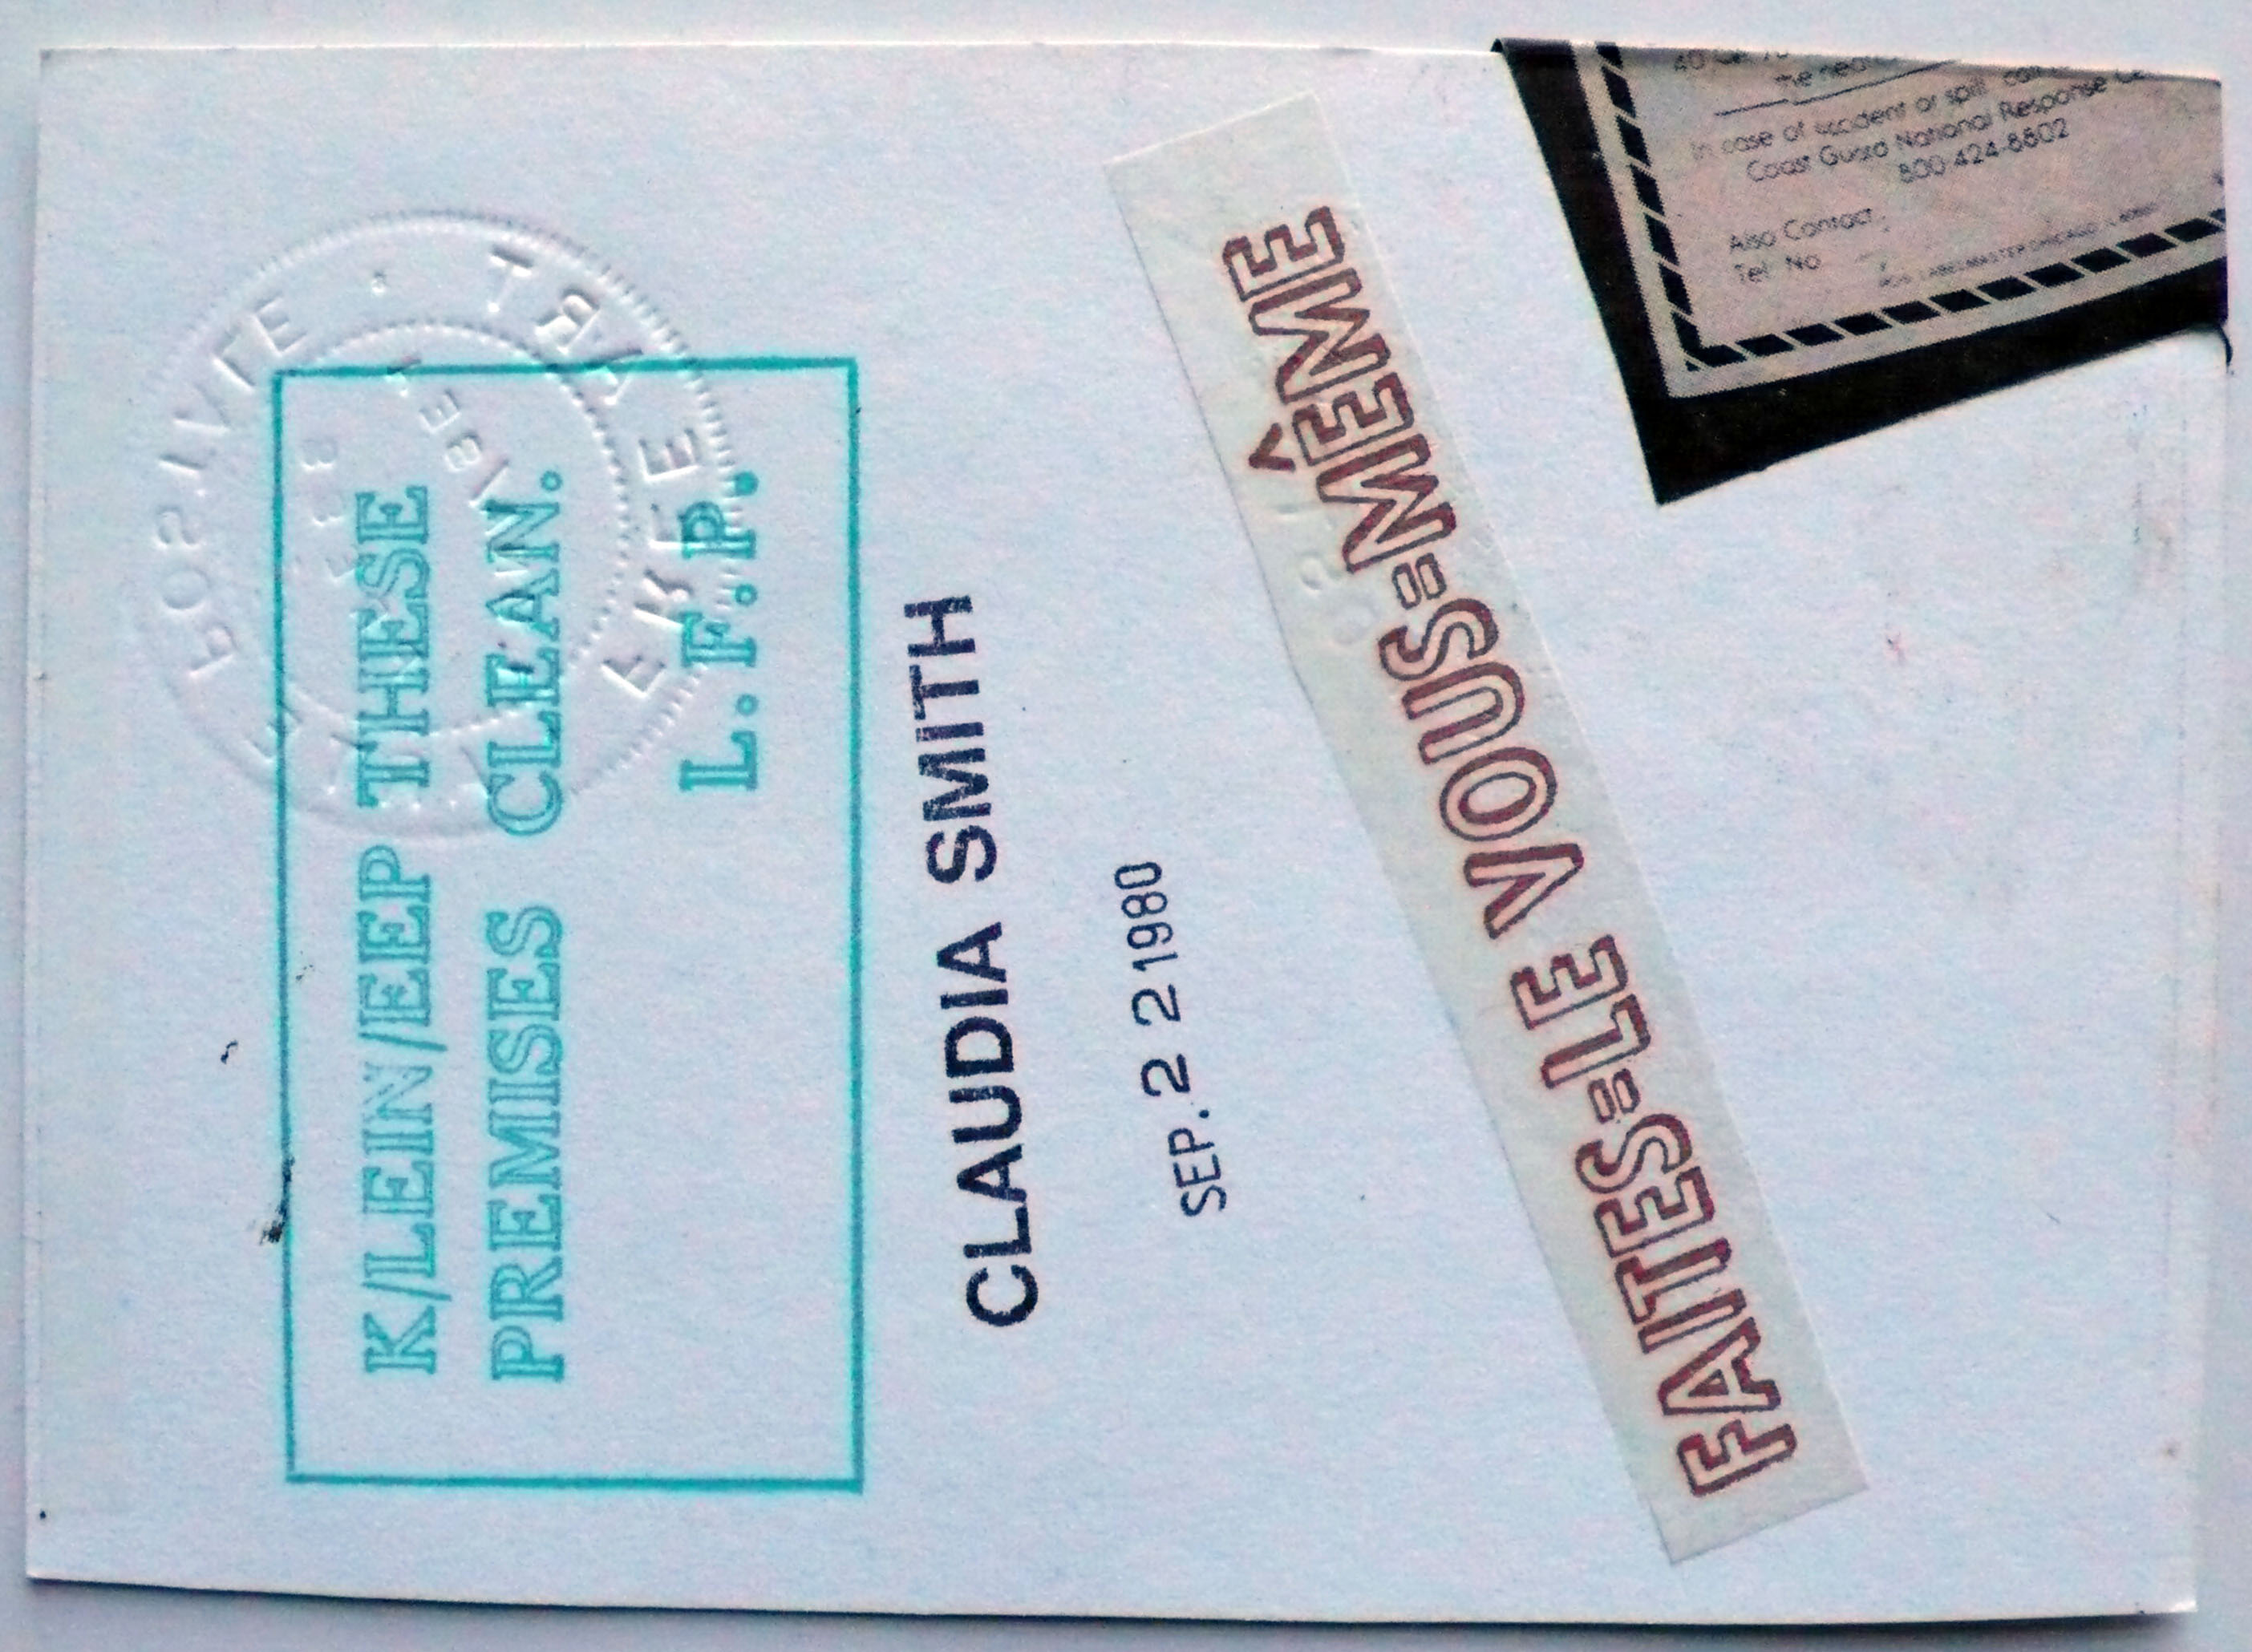 K/LEIN/EEP THESE
PREMISES CLEAN.
L.F.P.
CLAUDIA SMITH
SEP. 2 2 1980
FAITES=LE VOUS=MÊME
In case of accident or spill
Coast Guard National Response
800-424-8802
Also Contact
Tel. No.